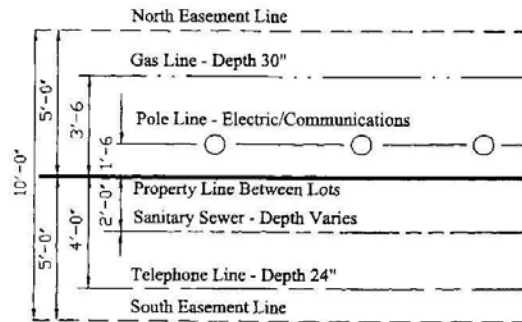 North Easement Line
Gas Line - Depth 30"
Pole Line - Electric/Communications
Property Line Between Lots
Sanitary Sewer - Depth Varies
Telephone Line - Depth 24"
South Easement Line
10'-0"
5'-0"
5'-0"
3'-6
4'-0"
1'-6
2'-0"